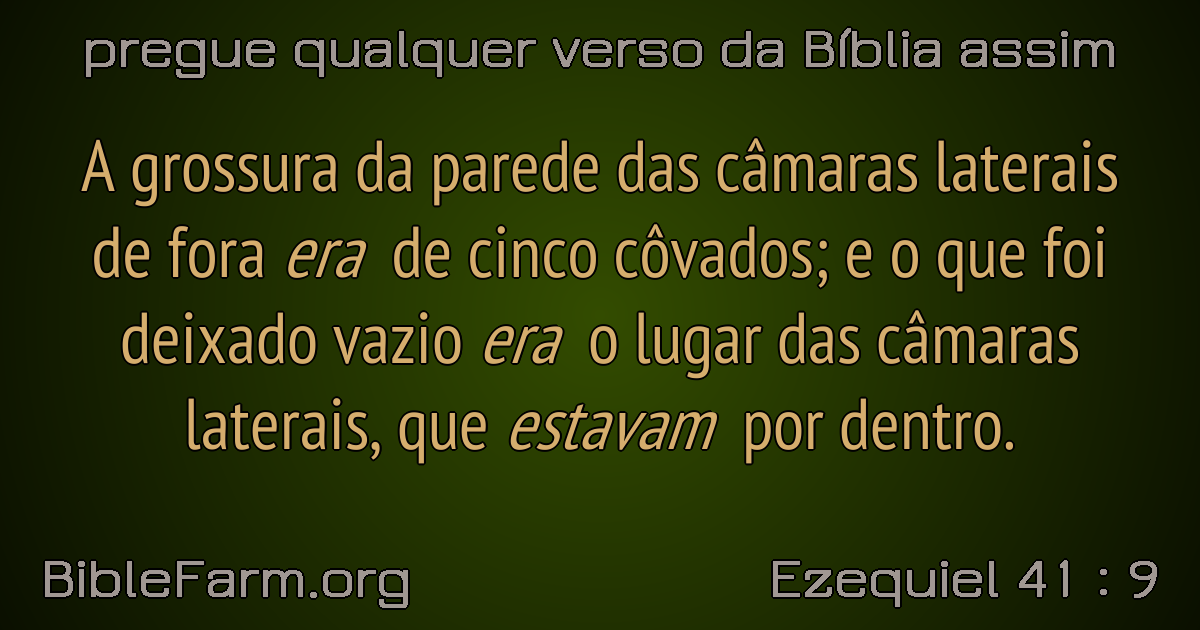 pregue qualquer verso da Bíblia assim
A grossura da parede das câmaras laterais
de fora era de cinco côvados; e o que foi
deixado vazio era o lugar das câmaras
laterais, que estavam por dentro.
BibleFarm.org
Ezequiel 41 : 9